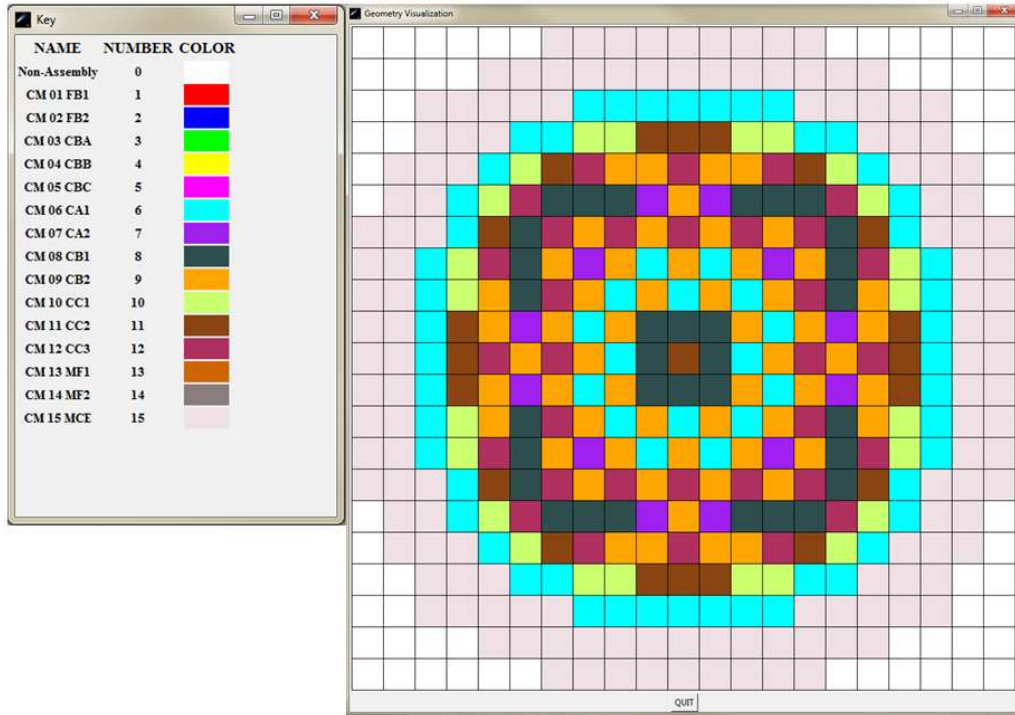 Key
NAME NUMBER COLOR
Non-Assembly 0
CM 01 FB1 1
CM 02 FB2 2
CM 03 CBA 3
CM 04 CBB 4
CM 05 CBC 5
CM 06 CA1 6
CM 07 CA2 7
CM 08 CB1 8
CM 09 CB2 9
CM 10 CC1 10
CM 11 CC2 11
CM 12 CC3 12
CM 13 MF1 13
CM 14 MF2 14
CM 15 MCE 15
Geometry Visualization
QUIT